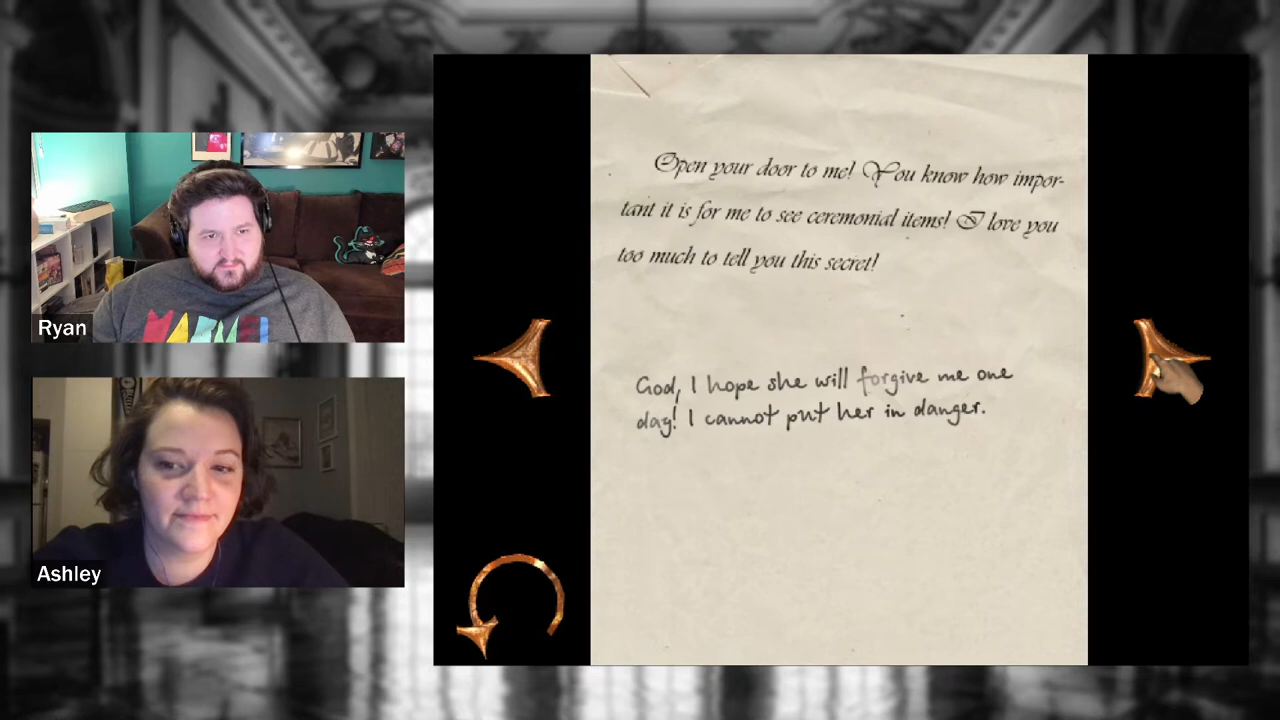 Open your door to me! You know how impor-
tant it is for me to see ceremonial items! I love you
too much to tell you this secret!
God, I hope she will forgive me one
day! I cannot put her in danger.
Ryan
Ashley